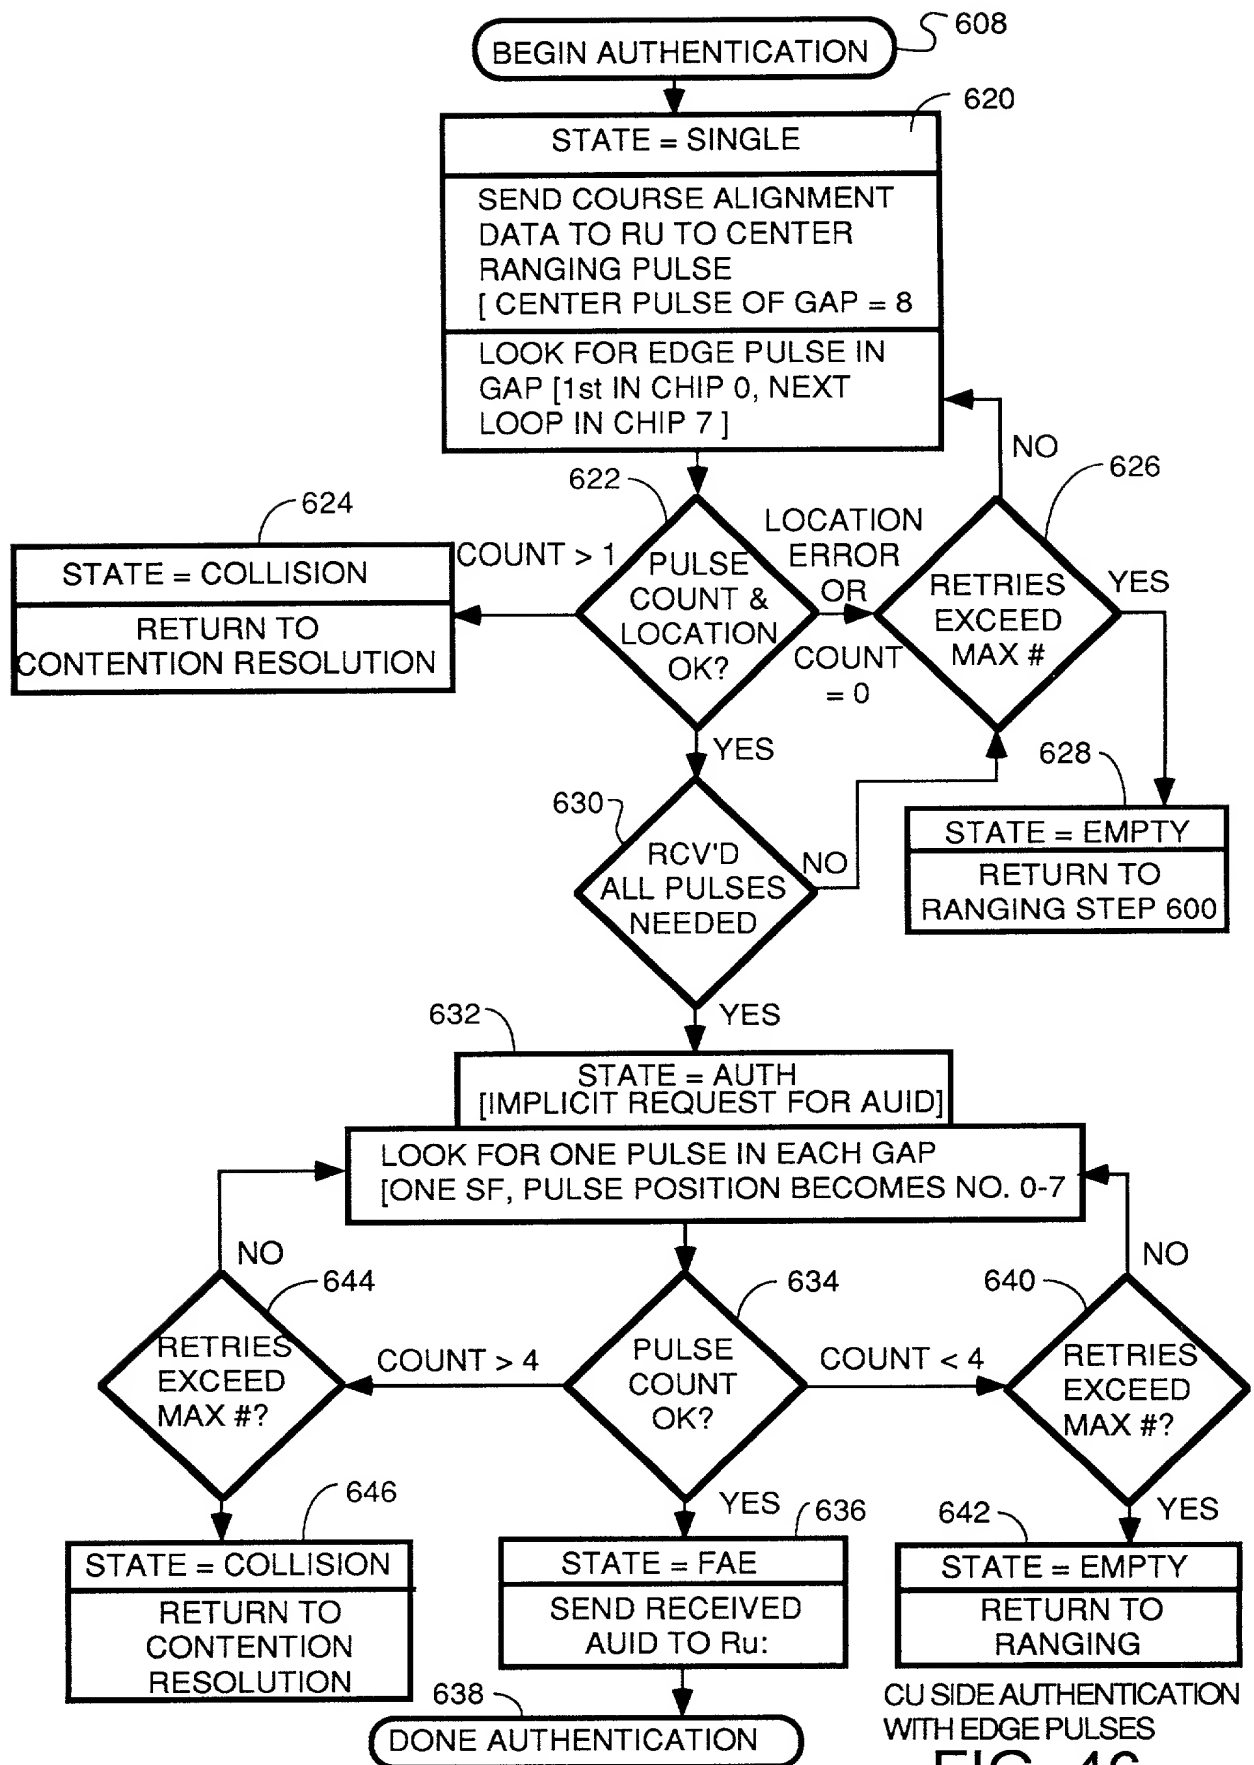 BEGIN AUTHENTICATION
608
620
STATE = SINGLE
SEND COURSE ALIGNMENT
DATA TO RU TO CENTER
RANGING PULSE
[ CENTER PULSE OF GAP = 8
LOOK FOR EDGE PULSE IN
GAP [1st IN CHIP 0, NEXT
LOOP IN CHIP 7 ]
NO
622
626
624
COUNT > 1
STATE = COLLISION
RETURN TO
CONTENTION RESOLUTION
PULSE
COUNT &
LOCATION
OK?
LOCATION
ERROR
OR
COUNT
= 0
RETRIES
EXCEED
MAX #
YES
YES
628
STATE = EMPTY
RETURN TO
RANGING STEP 600
630
RCV'D
ALL PULSES
NEEDED
NO
YES
632
STATE = AUTH
[IMPLICIT REQUEST FOR AUID]
LOOK FOR ONE PULSE IN EACH GAP
[ONE SF, PULSE POSITION BECOMES NO. 0-7
NO
644
634
640
NO
RETRIES
EXCEED
MAX #?
COUNT > 4
PULSE
COUNT
OK?
COUNT < 4
RETRIES
EXCEED
MAX #?
646
YES
636
642
YES
STATE = COLLISION
RETURN TO
CONTENTION
RESOLUTION
STATE = FAE
SEND RECEIVED
AUID TO Ru:
STATE = EMPTY
RETURN TO
RANGING
638
DONE AUTHENTICATION
CU SIDE AUTHENTICATION
WITH EDGE PULSES
FIG. 46